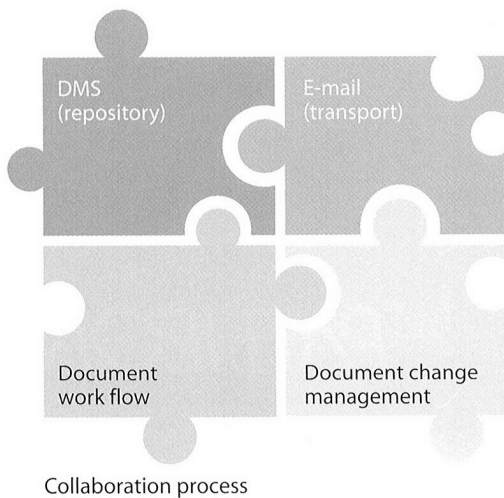 DMS
(repository)
E-mail
(transport)
Document
work flow
Document change
management
Collaboration process